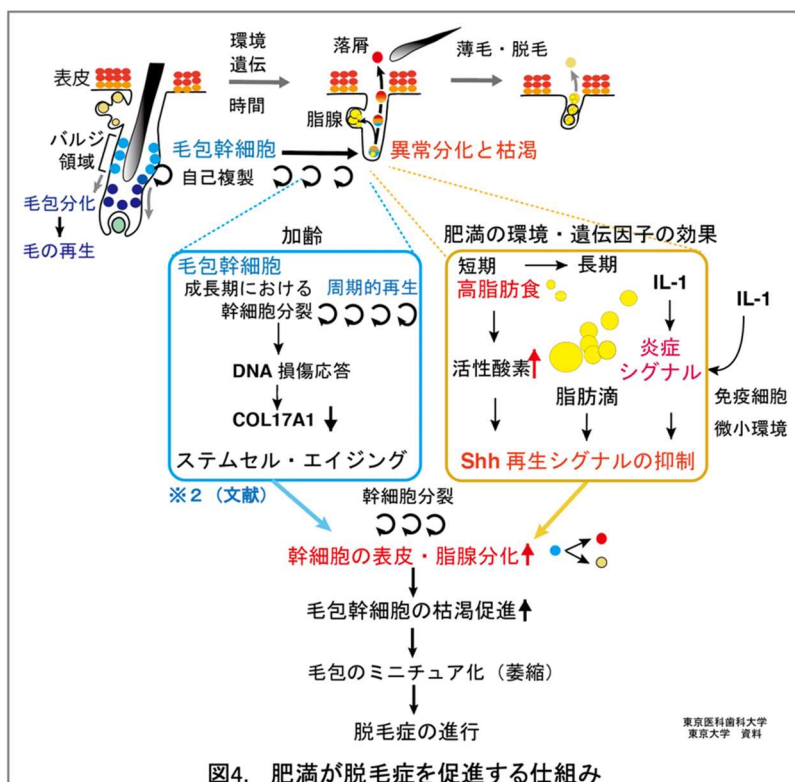 環境
遺伝
時間
落屑
薄毛・脱毛
表皮
脂腺
バルジ
領域
毛包幹細胞
異常分化と枯渇
自己複製
毛包分化
毛の再生
加齢
毛包幹細胞
成長期における 周期的再生
幹細胞分裂
DNA 損傷応答
COL17A1
ステムセル・エイジング
※2（文献）
肥満の環境・遺伝因子の効果
短期 長期
高脂肪食
IL-1
IL-1
活性酸素
炎症
シグナル
脂肪滴
免疫細胞
微小環境
Shh 再生シグナルの抑制
幹細胞分裂
幹細胞の表皮・脂腺分化
毛包幹細胞の枯渇促進
毛包のミニチュア化（萎縮）
脱毛症の進行
東京医科歯科大学
東京大学 資料
図4. 肥満が脱毛症を促進する仕組み